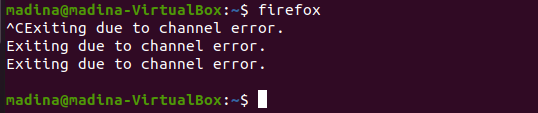 madina@madina-VirtualBox:~$ firefox
^CExiting due to channel error.
Exiting due to channel error.
Exiting due to channel error.
madina@madina-VirtualBox:~$